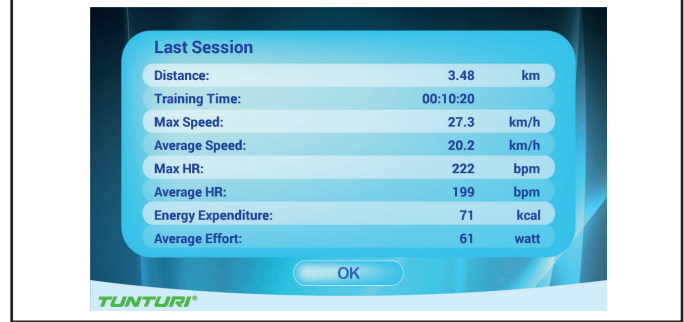 Last Session
Distance: 3.48 km
Training Time: 00:10:20
Max Speed: 27.3 km/h
Average Speed: 20.2 km/h
Max HR: 222 bpm
Average HR: 199 bpm
Energy Expenditure: 71 kcal
Average Effort: 61 watt
OK
TUNTURI®